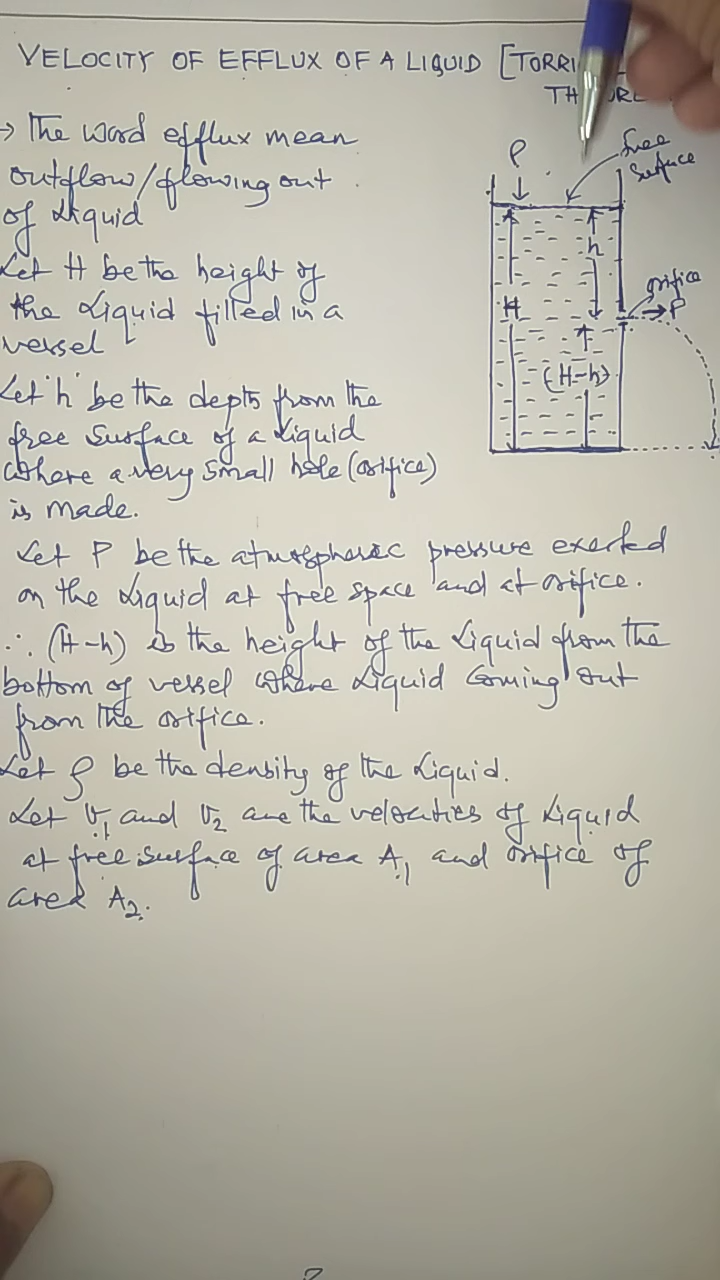 VELOCITY OF EFFLUX OF A LIQUID [TORRI
TH
→ The word efflux mean
outflow/flowing out
of Liquid
Let H be the height of
the Liquid filled in a
vessel
Let 'h' be the depth from the
free surface of a Liquid
where a very small hole (orifice)
is made.
Let P be the atmospheric pressure exerted
on the Liquid at free space and at orifice.
∴ (H-h) is the height of the Liquid from the
bottom of vessel where Liquid coming out
from the orifice.
Let ρ be the density of the Liquid.
Let V₁ and V₂ are the velocities of Liquid
at free surface of area A₁ and orifice of
area A₂.
P
free
surface
h
orifice
H
P
(H-h)